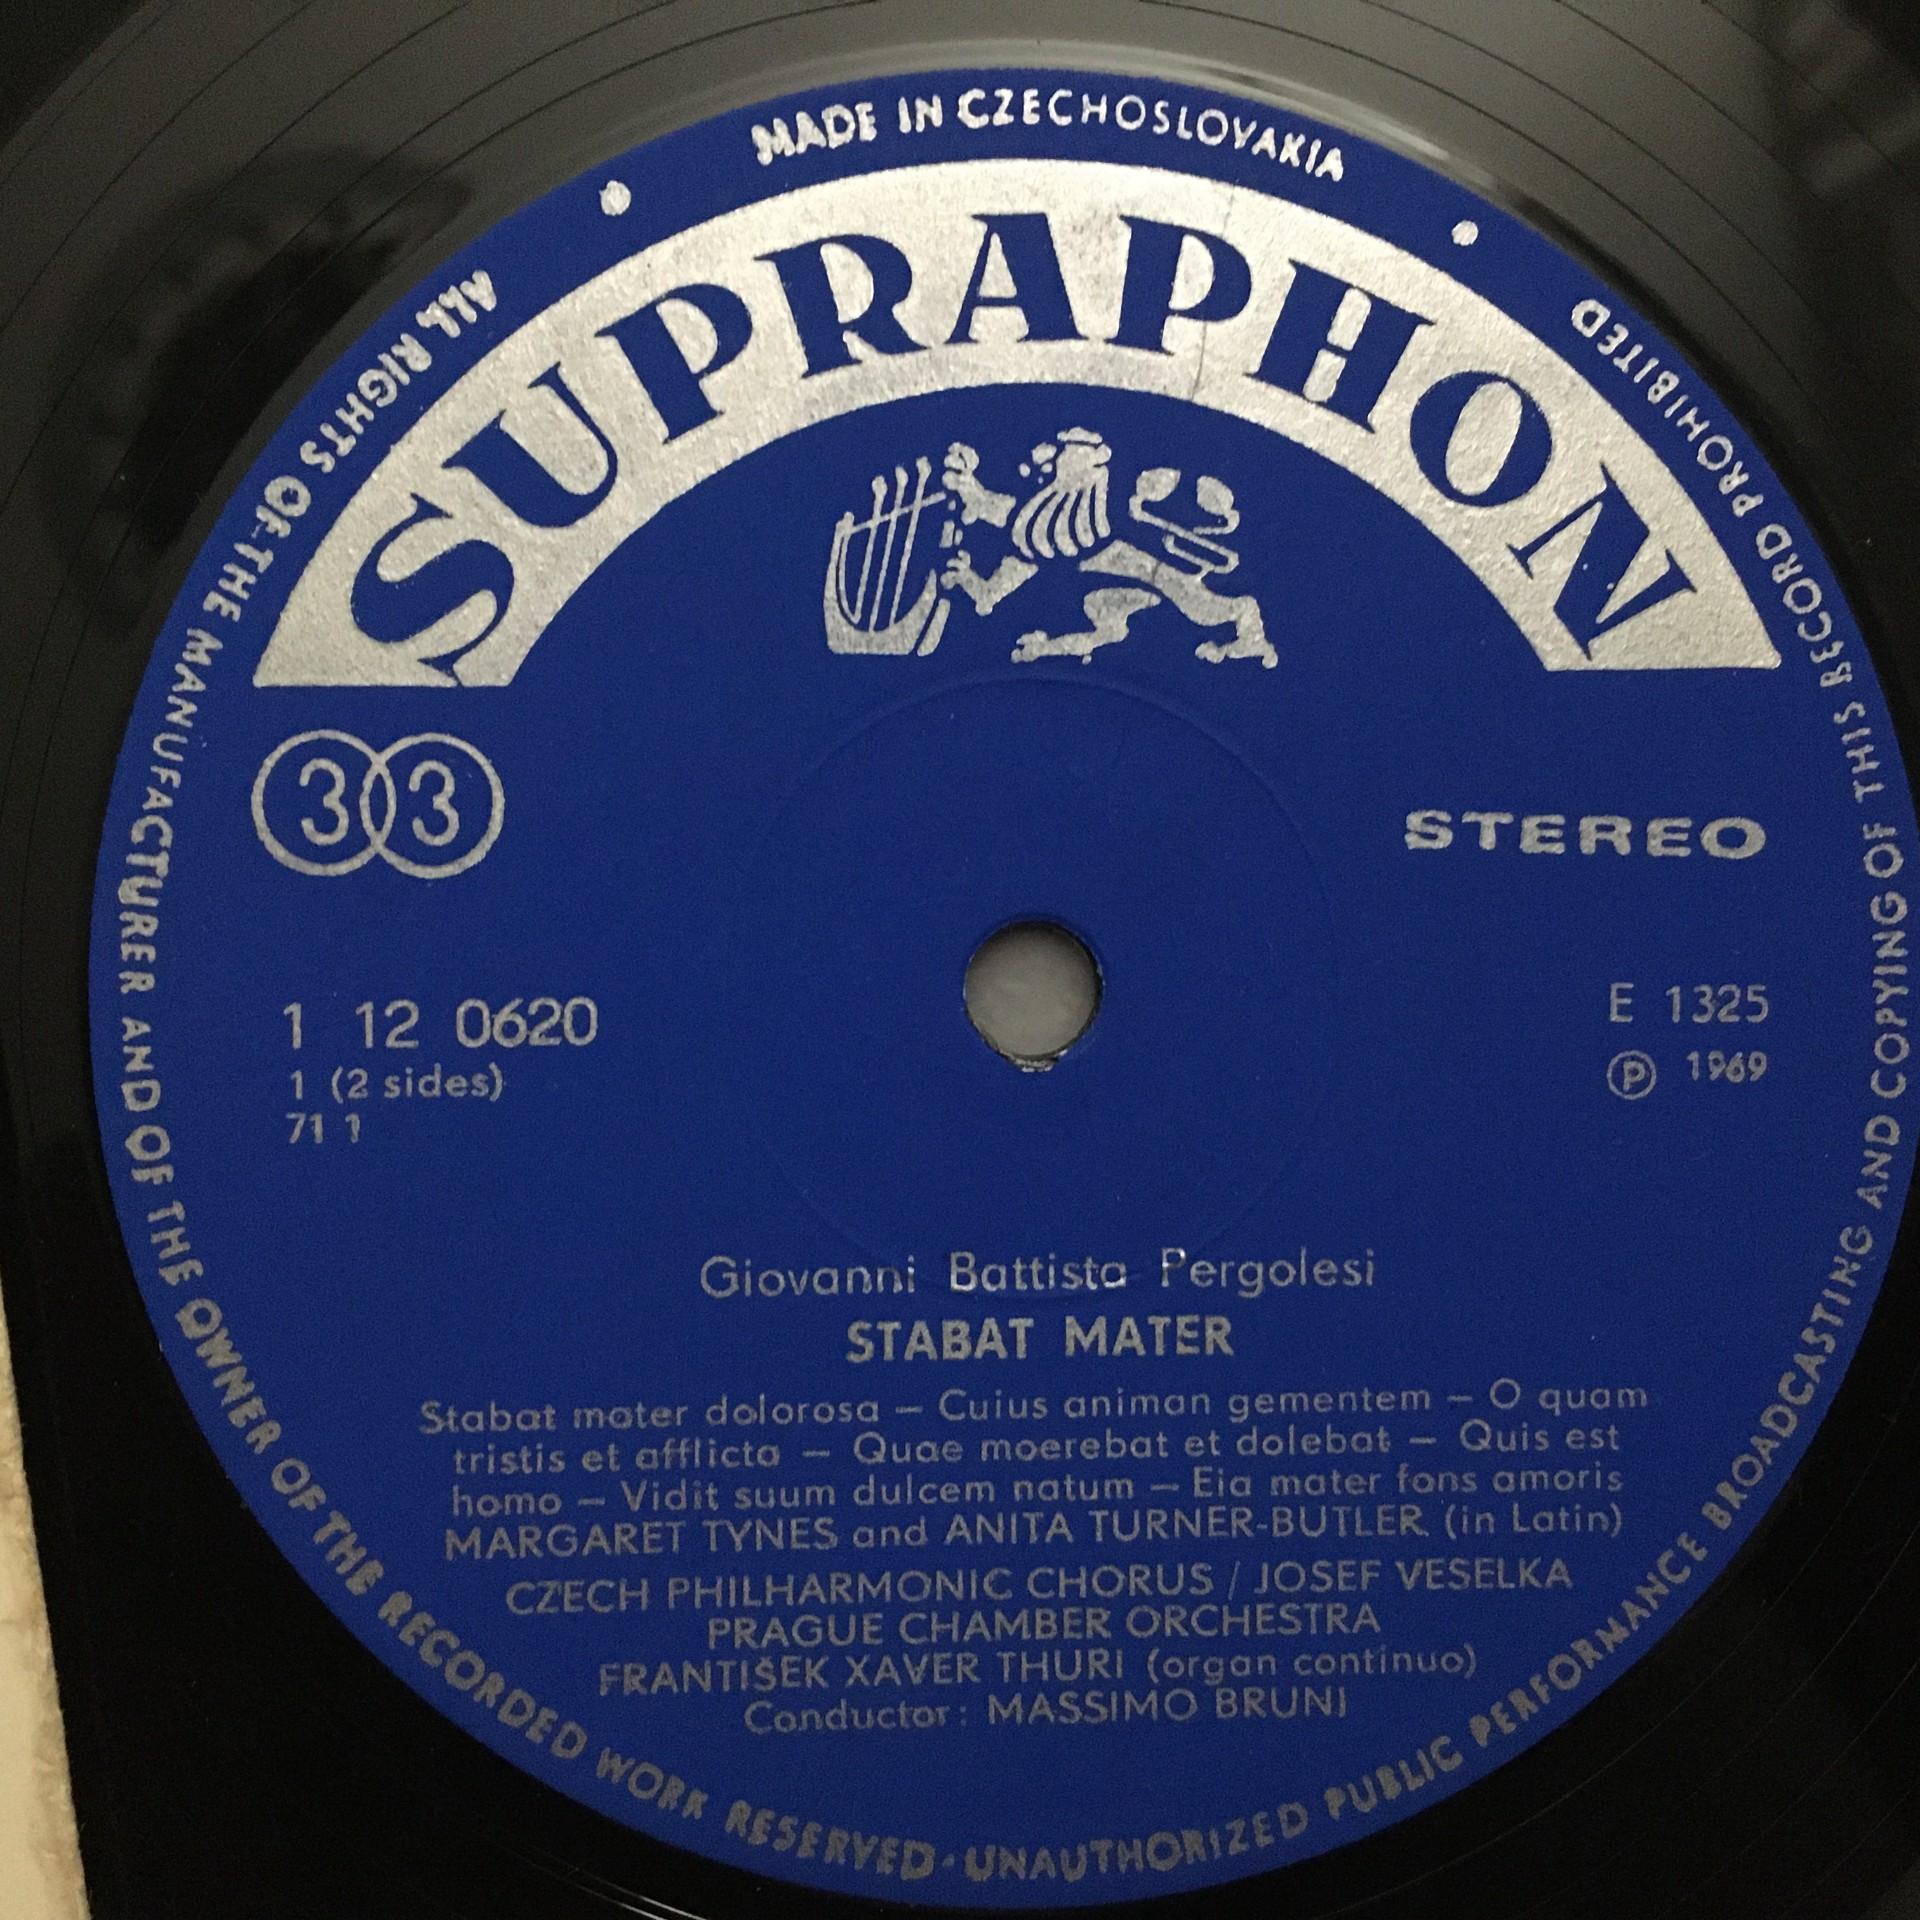 MADE IN CZECHOSLOVAKIA
SUPRAPHON
33
STEREO
1 12 0620
1 (2 sides)
71 1
E 1325
Ⓟ 1969
Giovanni Battista Pergolesi
STABAT MATER
Stabat mater dolorosa – Cuius animan gementem – O quam
tristis et afflicta – Quae moerebat et dolebat – Quis est
homo – Vidit suum dulcem natum – Eia mater fons amoris
MARGARET TYNES and ANITA TURNER-BUTLER (in Latin)
CZECH PHILHARMONIC CHORUS / JOSEF VESELKA
PRAGUE CHAMBER ORCHESTRA
FRANTIŠEK XAVER THURI (organ continuo)
Conductor: MASSIMO BRUNI
ALL RIGHTS OF THE MANUFACTURER AND OF THE OWNER OF THE RECORDED WORK RESERVED · UNAUTHORIZED PUBLIC PERFORMANCE BROADCASTING AND COPYING OF THIS RECORD PROHIBITED